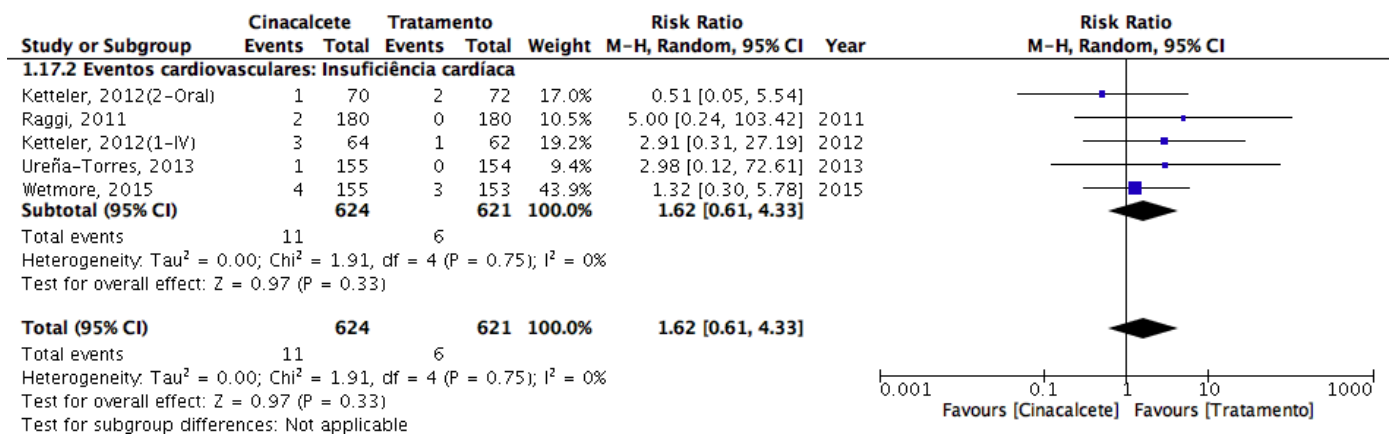 Cinacalcete Tratamento Risk Ratio Risk Ratio
Study or Subgroup Events Total Events Total Weight M-H, Random, 95% CI Year M-H, Random, 95% CI
1.17.2 Eventos cardiovasculares: Insuficiência cardíaca
Ketteler, 2012(2-Oral) 1 70 2 72 17.0% 0.51 [0.05, 5.54]
Raggi, 2011 2 180 0 180 10.5% 5.00 [0.24, 103.42] 2011
Ketteler, 2012(1-IV) 3 64 1 62 19.2% 2.91 [0.31, 27.19] 2012
Ureña-Torres, 2013 1 155 0 154 9.4% 2.98 [0.12, 72.61] 2013
Wetmore, 2015 4 155 3 153 43.9% 1.32 [0.30, 5.78] 2015
Subtotal (95% CI) 624 621 100.0% 1.62 [0.61, 4.33]
Total events 11 6
Heterogeneity: Tau² = 0.00; Chi² = 1.91, df = 4 (P = 0.75); I² = 0%
Test for overall effect: Z = 0.97 (P = 0.33)
Total (95% CI) 624 621 100.0% 1.62 [0.61, 4.33]
Total events 11 6
Heterogeneity: Tau² = 0.00; Chi² = 1.91, df = 4 (P = 0.75); I² = 0%
Test for overall effect: Z = 0.97 (P = 0.33)
Test for subgroup differences: Not applicable
0.001 0.1 1 10 1000
Favours [Cinacalcete] Favours [Tratamento]